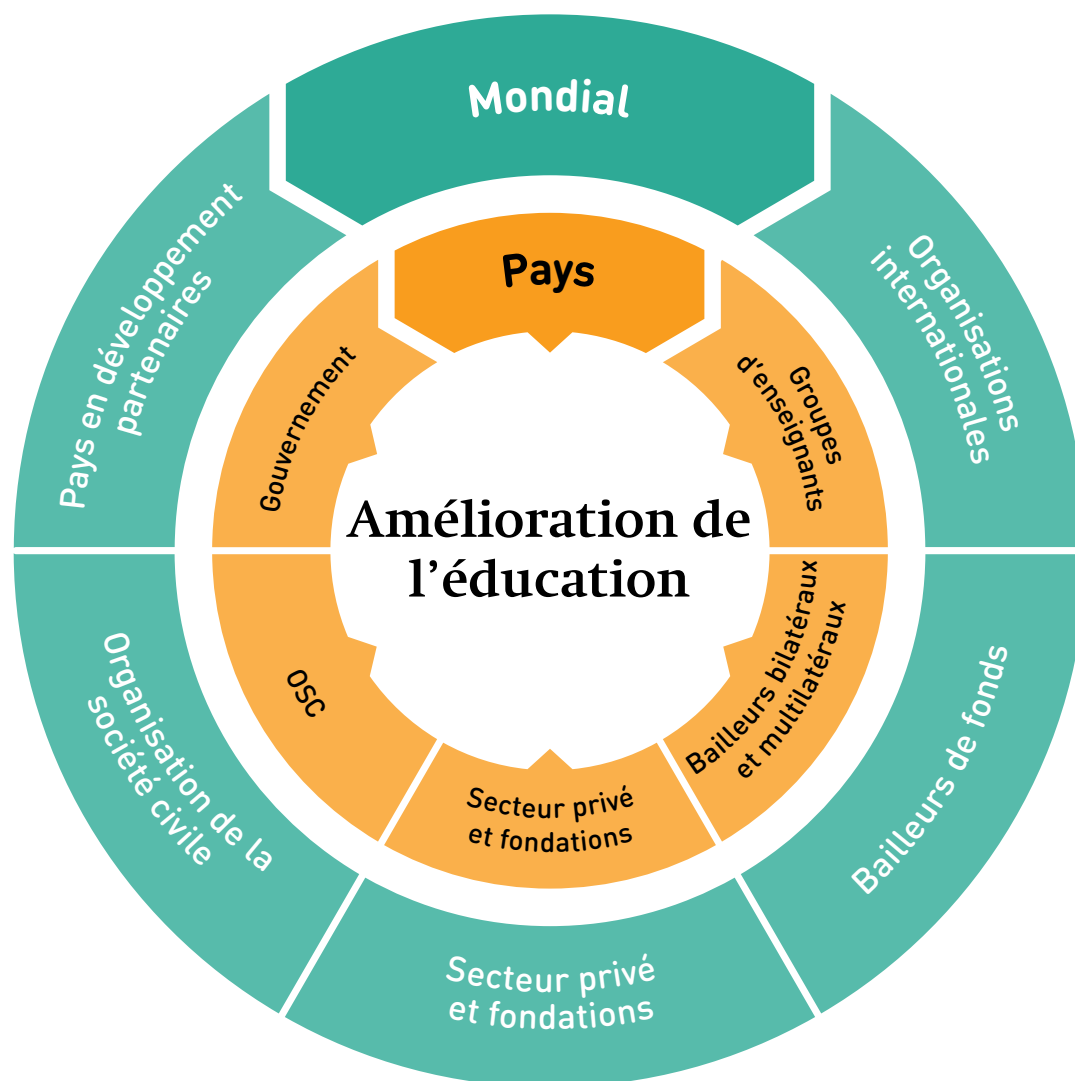 Mondial
Pays en développement
partenaires
Organisations
internationales
Pays
Gouvernement
Groupes
d'enseignants
Amélioration de
l’éducation
OSC
Bailleurs bilatéraux
et multilatéraux
Secteur privé
et fondations
Organisation de la
société civile
Bailleurs de fonds
Secteur privé
et fondations